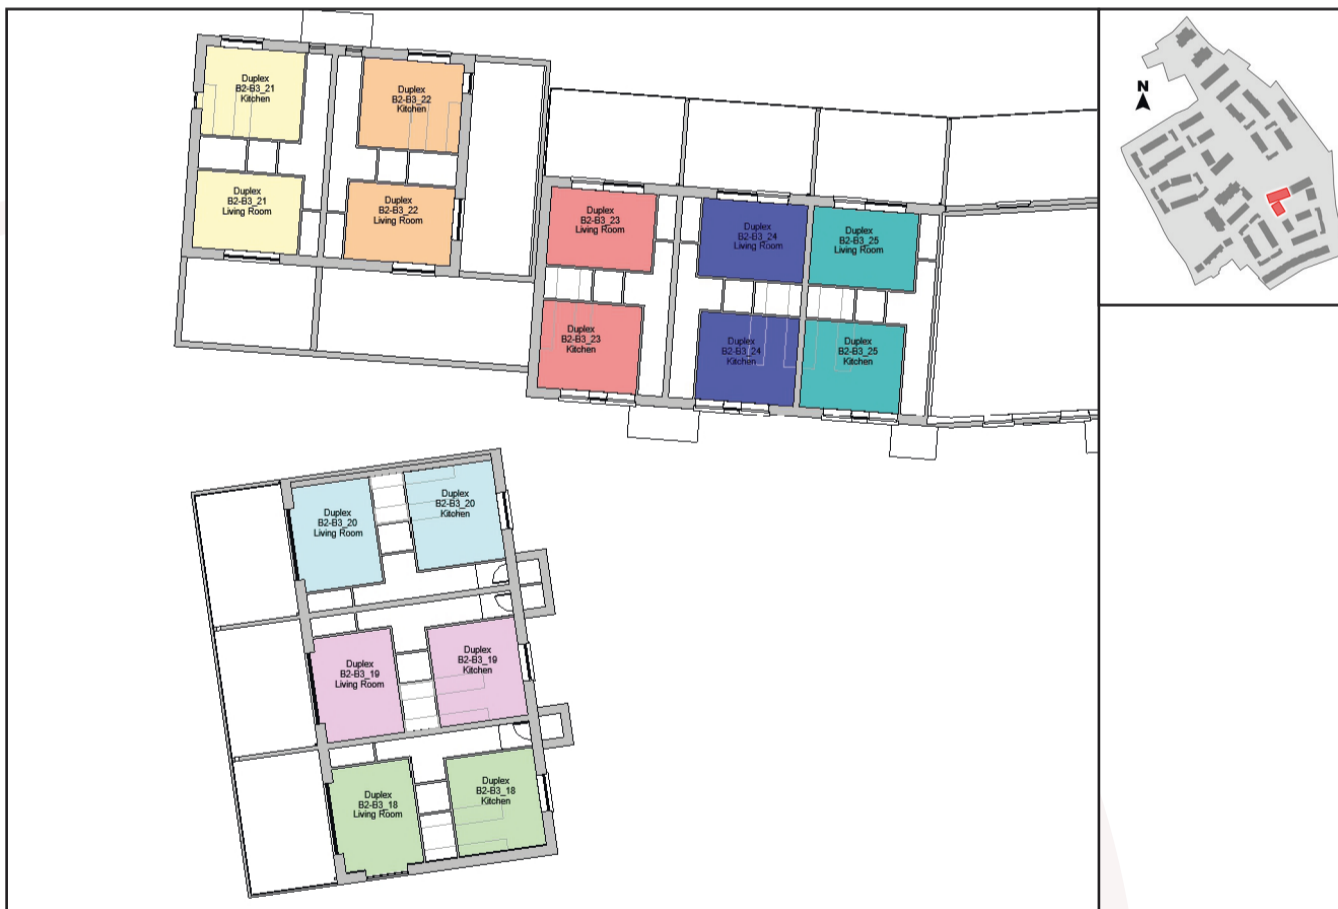 Duplex
B2-B3_21
Kitchen
Duplex
B2-B3_22
Kitchen
Duplex
B2-B3_21
Living Room
Duplex
B2-B3_22
Living Room
Duplex
B2-B3_23
Living Room
Duplex
B2-B3_24
Living Room
Duplex
B2-B3_25
Living Room
Duplex
B2-B3_23
Kitchen
Duplex
B2-B3_24
Kitchen
Duplex
B2-B3_25
Kitchen
Duplex
B2-B3_20
Living Room
Duplex
B2-B3_20
Kitchen
Duplex
B2-B3_19
Living Room
Duplex
B2-B3_19
Kitchen
Duplex
B2-B3_18
Living Room
Duplex
B2-B3_18
Kitchen
N